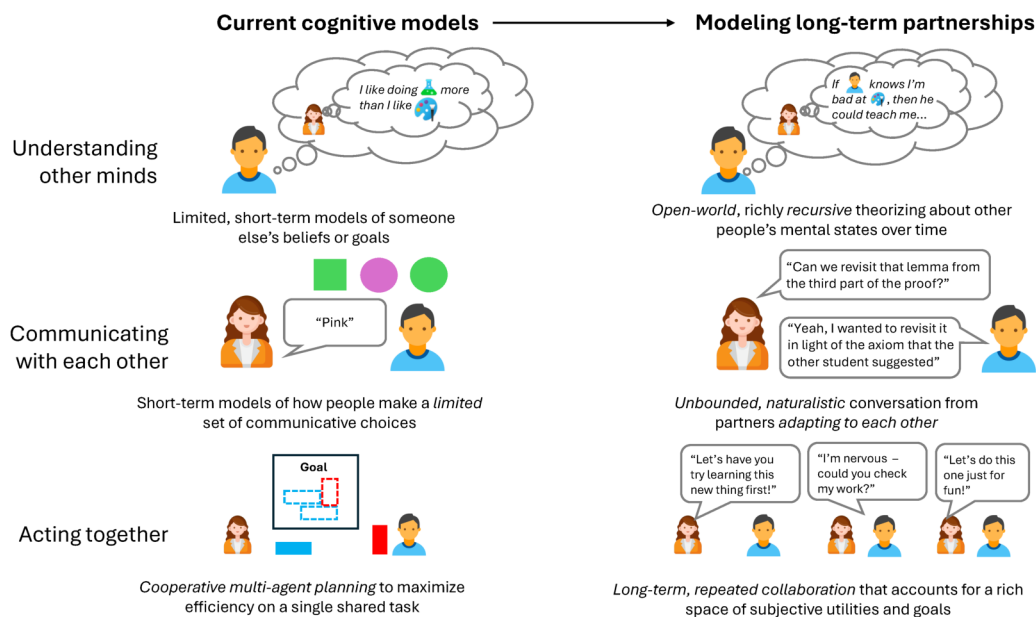 Current cognitive models
Modeling long-term partnerships
Understanding
other minds
I like doing more
than I like
Limited, short-term models of someone
else's beliefs or goals
If knows I'm
bad at , then he
could teach me...
Open-world, richly recursive theorizing about other
people's mental states over time
Communicating
with each other
"Pink"
Short-term models of how people make a limited
set of communicative choices
"Can we revisit that lemma from
the third part of the proof?"
"Yeah, I wanted to revisit it
in light of the axiom that the
other student suggested"
Unbounded, naturalistic conversation from
partners adapting to each other
Acting together
Goal
Cooperative multi-agent planning to maximize
efficiency on a single shared task
"Let's have you
try learning this
new thing first!"
"I'm nervous –
could you check
my work?"
"Let's do this
one just for
fun!"
Long-term, repeated collaboration that accounts for a rich
space of subjective utilities and goals